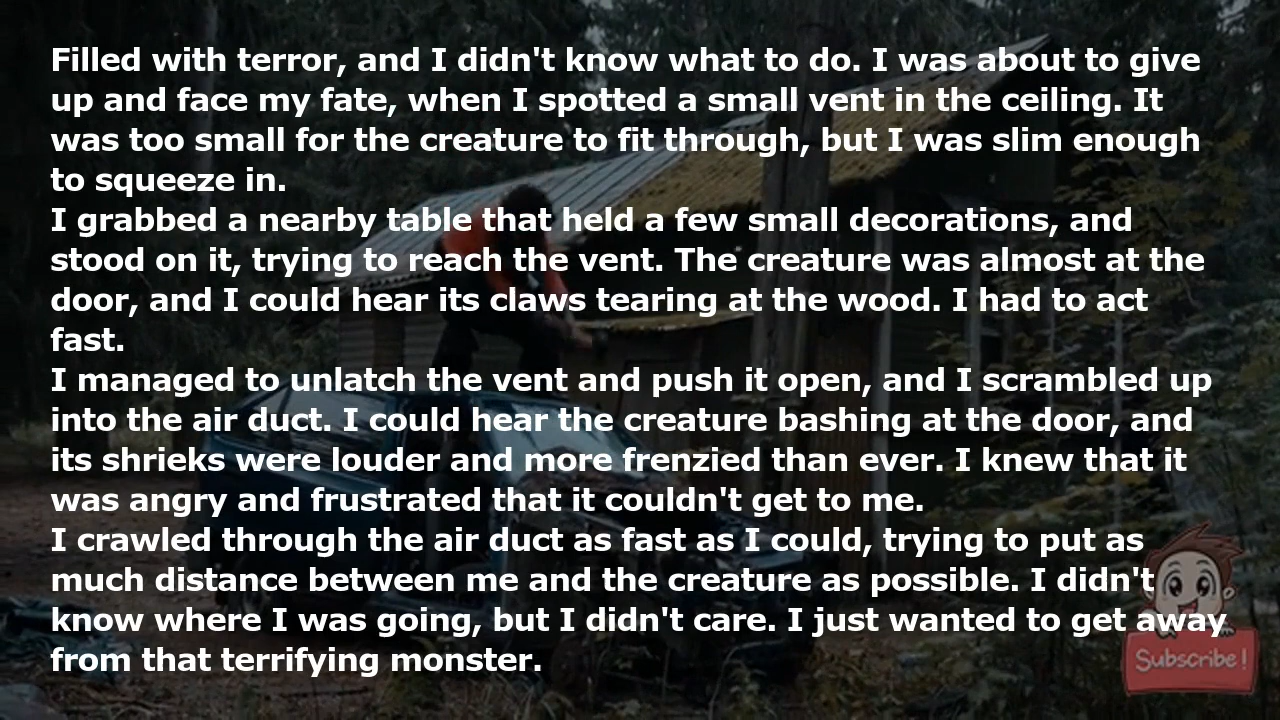 Filled with terror, and I didn't know what to do. I was about to give
up and face my fate, when I spotted a small vent in the ceiling. It
was too small for the creature to fit through, but I was slim enough
to squeeze in.
I grabbed a nearby table that held a few small decorations, and
stood on it, trying to reach the vent. The creature was almost at the
door, and I could hear its claws tearing at the wood. I had to act
fast.
I managed to unlatch the vent and push it open, and I scrambled up
into the air duct. I could hear the creature bashing at the door, and
its shrieks were louder and more frenzied than ever. I knew that it
was angry and frustrated that it couldn't get to me.
I crawled through the air duct as fast as I could, trying to put as
much distance between me and the creature as possible. I didn't
know where I was going, but I didn't care. I just wanted to get away
from that terrifying monster.
Subscribe!